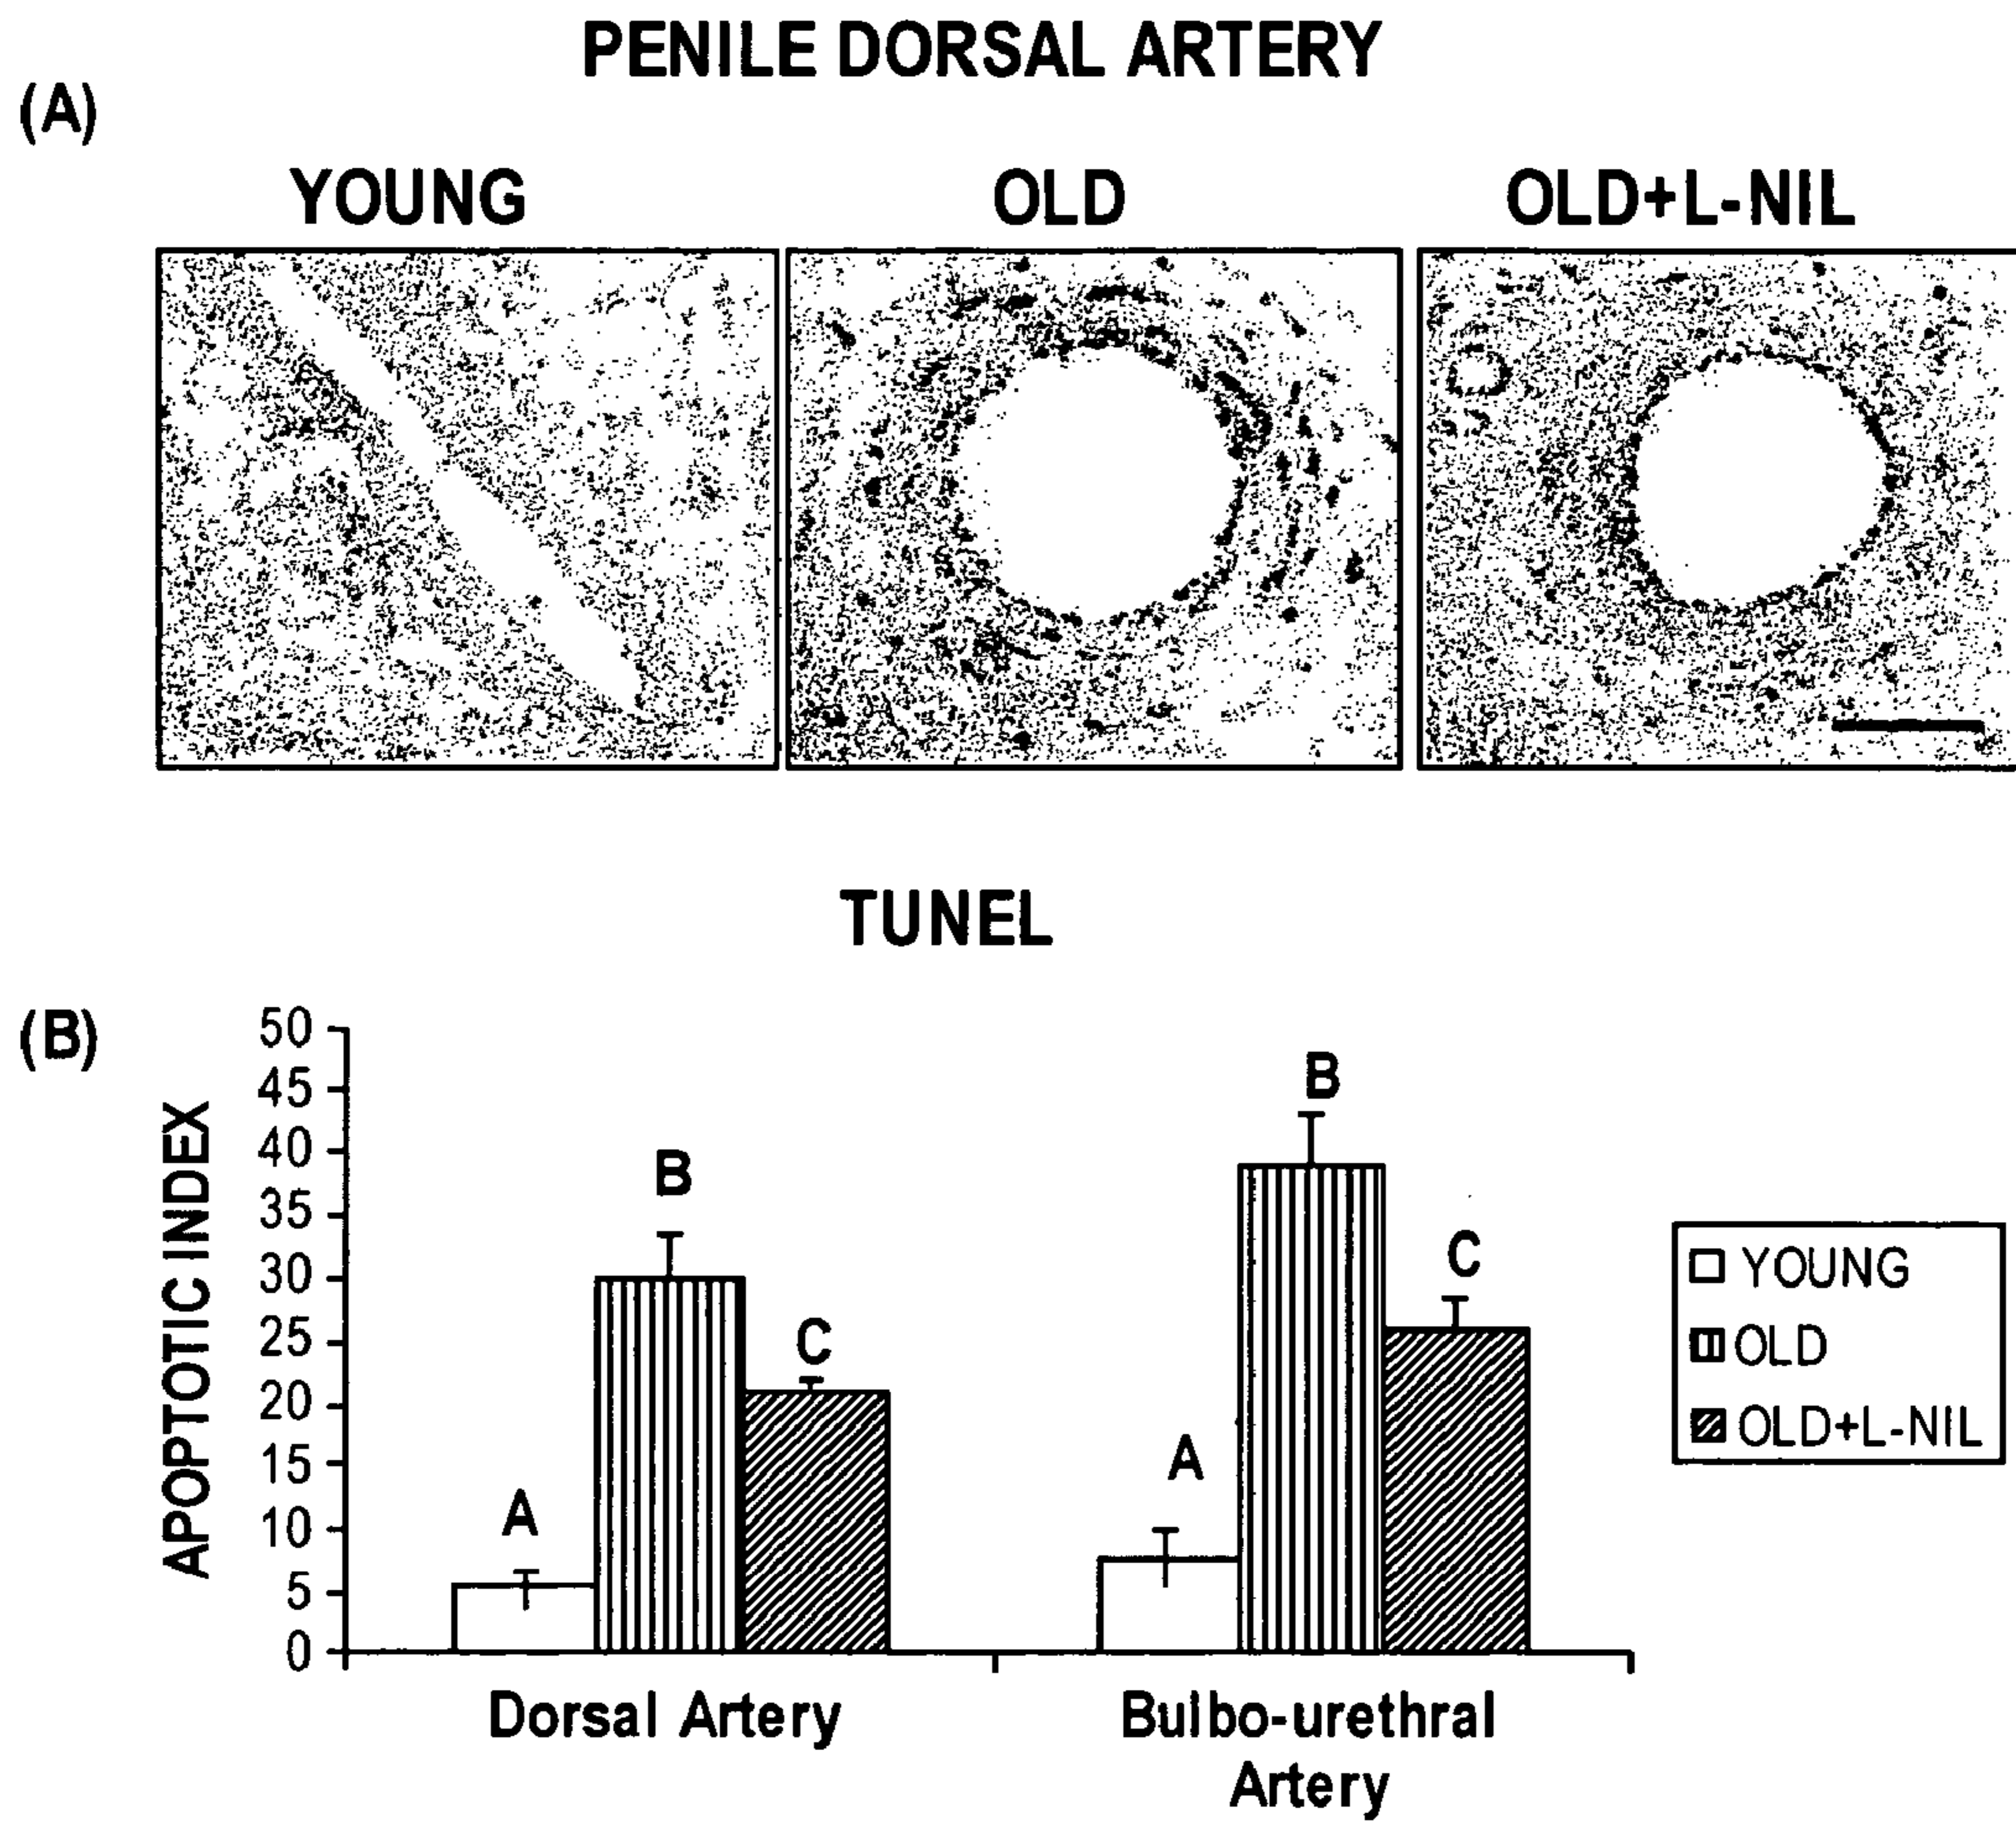 PENILE DORSAL ARTERY
(A)
YOUNG OLD OLD+L-NIL
TUNEL
(B)
APOPTOTIC INDEX
50
45
40
35
30
25
20
15
10
5
0
A
B
C
A
B
C
Dorsal Artery
Bulbo-urethral
Artery
YOUNG
OLD
OLD+L-NIL